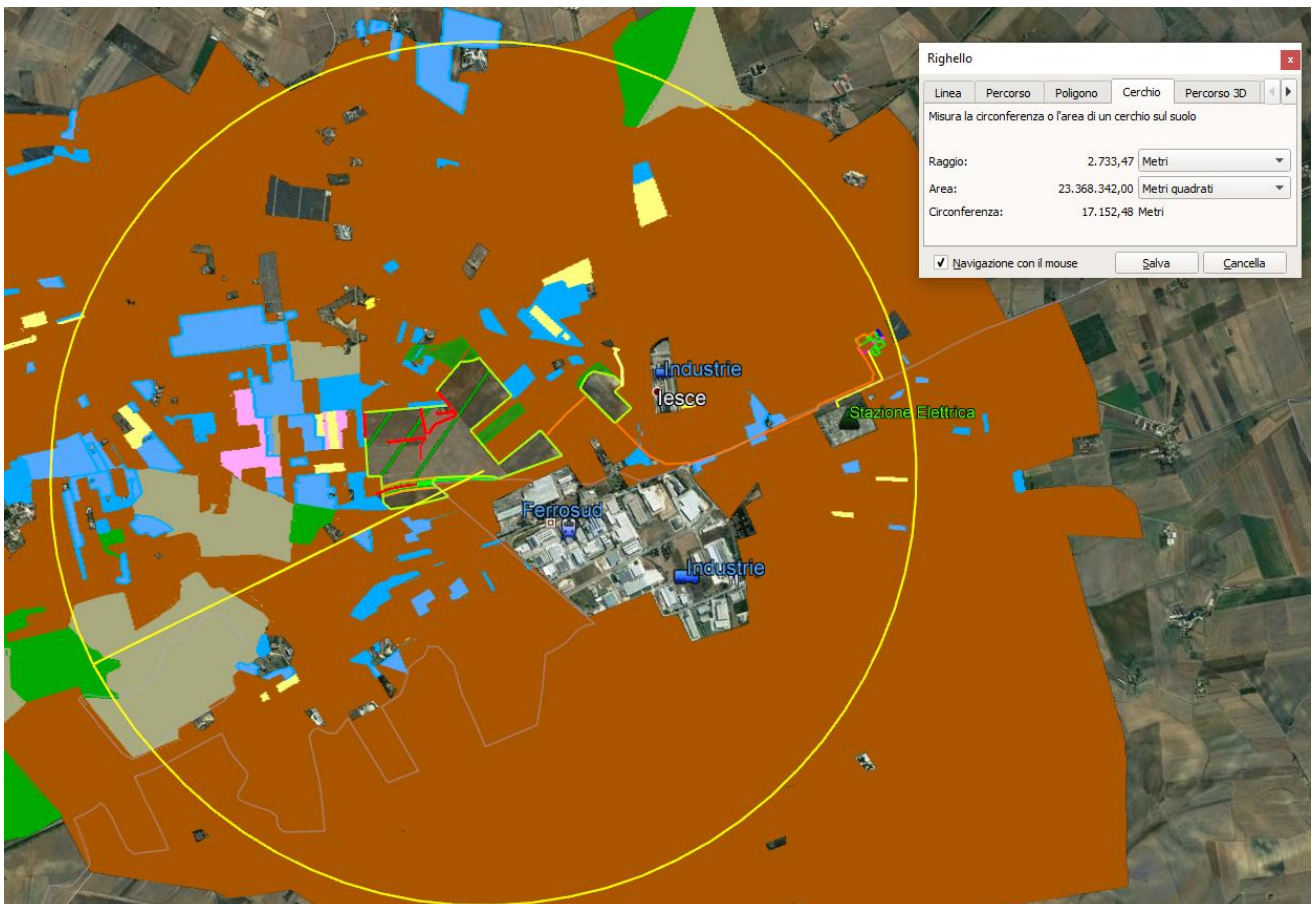 Righello
x
Linea Percorso Poligono Cerchio Percorso 3D
Misura la circonferenza o l'area di un cerchio sul suolo
Raggio: 2.733,47 Metri
Area: 23.368.342,00 Metri quadrati
Circonferenza: 17.152,48 Metri
Navigazione con il mouse Salva Cancella
Industrie
Iesce
Stazione Elettrica
Ferrosud
Industrie